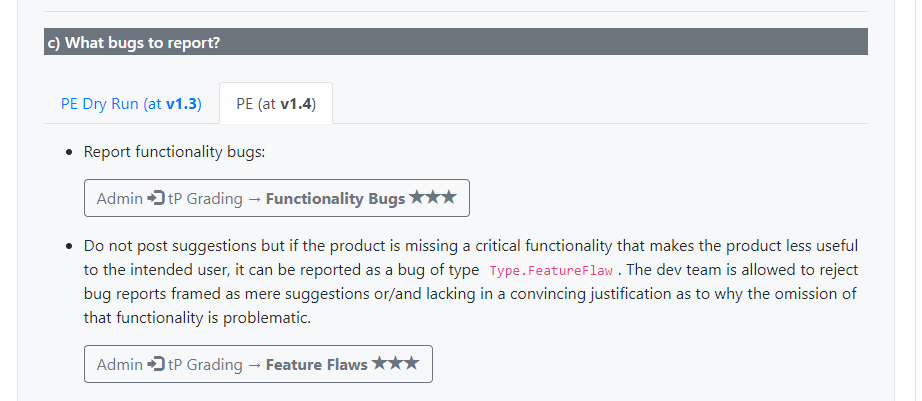 c) What bugs to report?
PE Dry Run (at v1.3) PE (at v1.4)
Report functionality bugs:
Admin tP Grading → Functionality Bugs ★★★
Do not post suggestions but if the product is missing a critical functionality that makes the product less useful
to the intended user, it can be reported as a bug of type Type.FeatureFlaw . The dev team is allowed to reject
bug reports framed as mere suggestions or/and lacking in a convincing justification as to why the omission of
that functionality is problematic.
Admin tP Grading → Feature Flaws ★★★